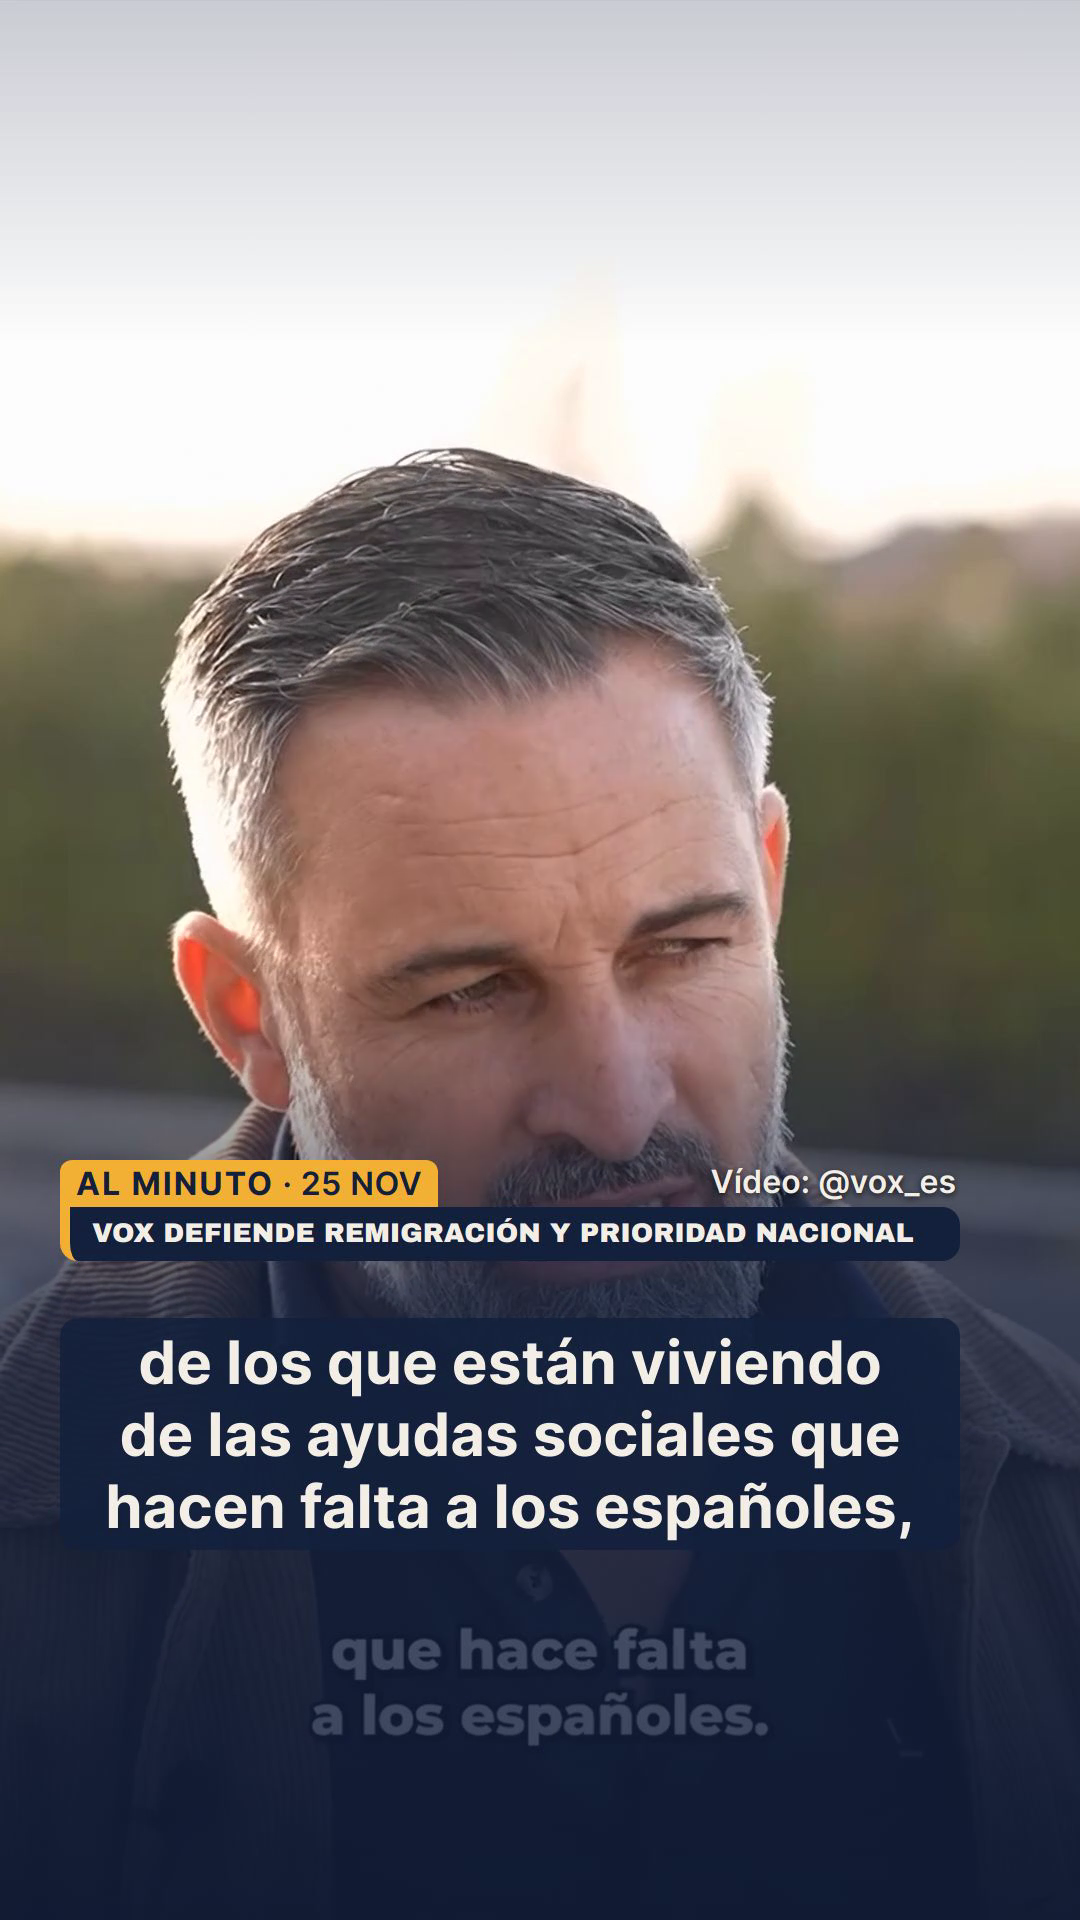 AL MINUTO · 25 NOV
Vídeo: @vox_es
VOX DEFIENDE REMIGRACIÓN Y PRIORIDAD NACIONAL
de los que están viviendo
de las ayudas sociales que
hacen falta a los españoles,
que hace falta
a los españoles.